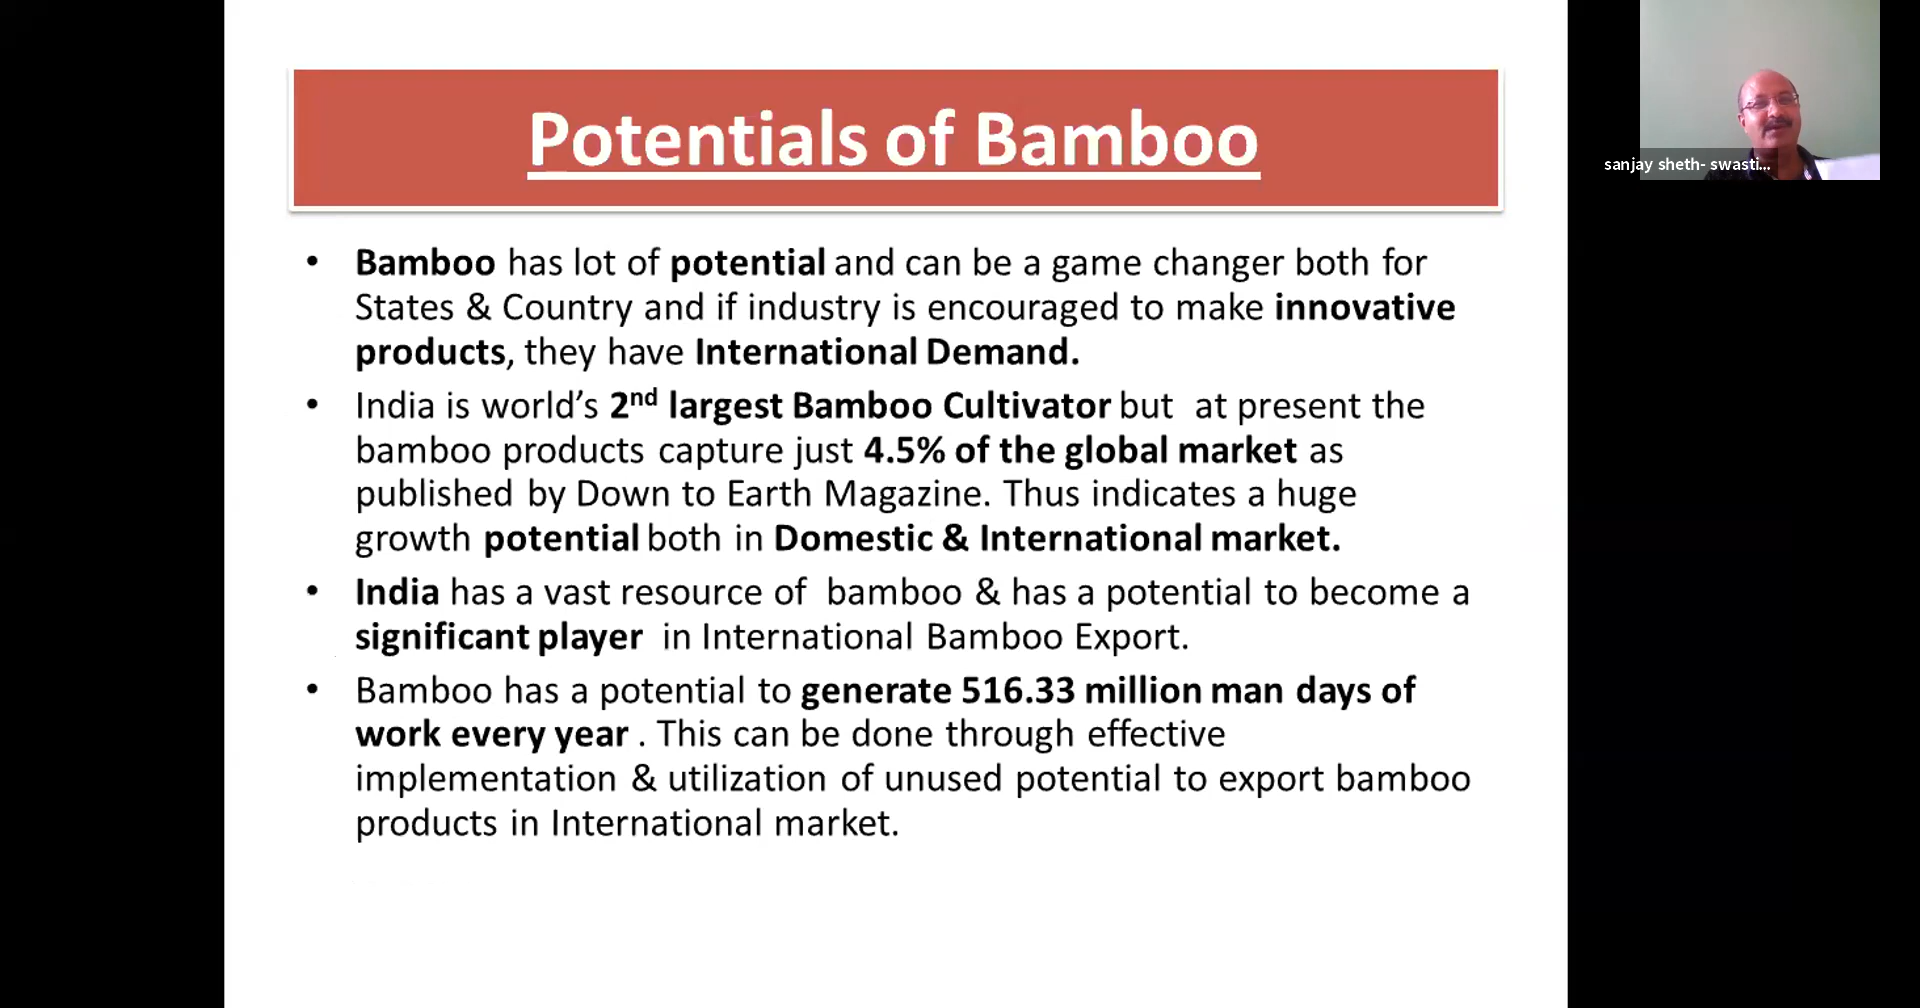 Potentials of Bamboo
sanjay sheth- swasti...
• Bamboo has lot of potential and can be a game changer both for
States & Country and if industry is encouraged to make innovative
products, they have International Demand.
• India is world’s 2nd largest Bamboo Cultivator but at present the
bamboo products capture just 4.5% of the global market as
published by Down to Earth Magazine. Thus indicates a huge
growth potential both in Domestic & International market.
• India has a vast resource of bamboo & has a potential to become a
significant player in International Bamboo Export.
• Bamboo has a potential to generate 516.33 million man days of
work every year . This can be done through effective
implementation & utilization of unused potential to export bamboo
products in International market.